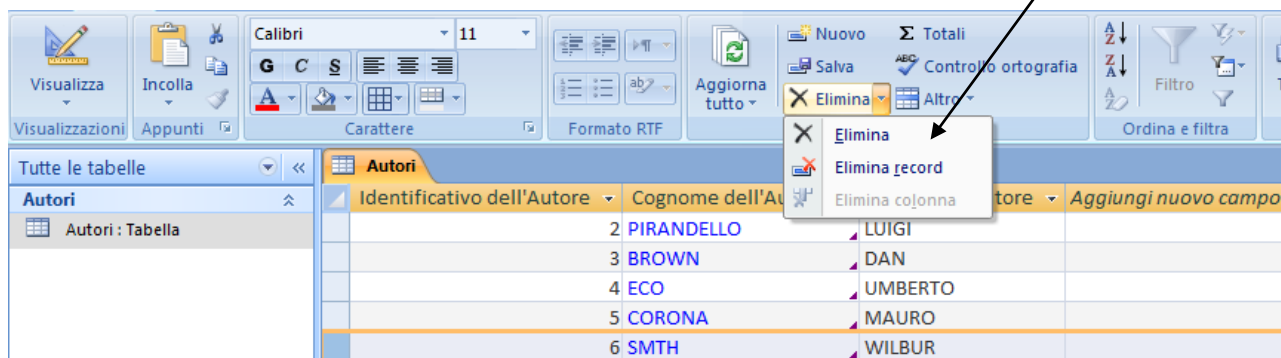 Calibri 11
Nuovo Σ Totali
G C S
Salva ABC Controllo ortografia
Visualizza Incolla Aggiorna tutto Elimina Altro Filtro
A ab A Z Z A A Z
Visualizzazioni Appunti Carattere Formato RTF Ordina e filtra
Elimina
Elimina record
Elimina colonna
Tutte le tabelle Autori
Autori Identificativo dell'Autore Cognome dell'Au tore Aggiungi nuovo campo
Autori : Tabella
2 PIRANDELLO LUIGI
3 BROWN DAN
4 ECO UMBERTO
5 CORONA MAURO
6 SMTH WILBUR